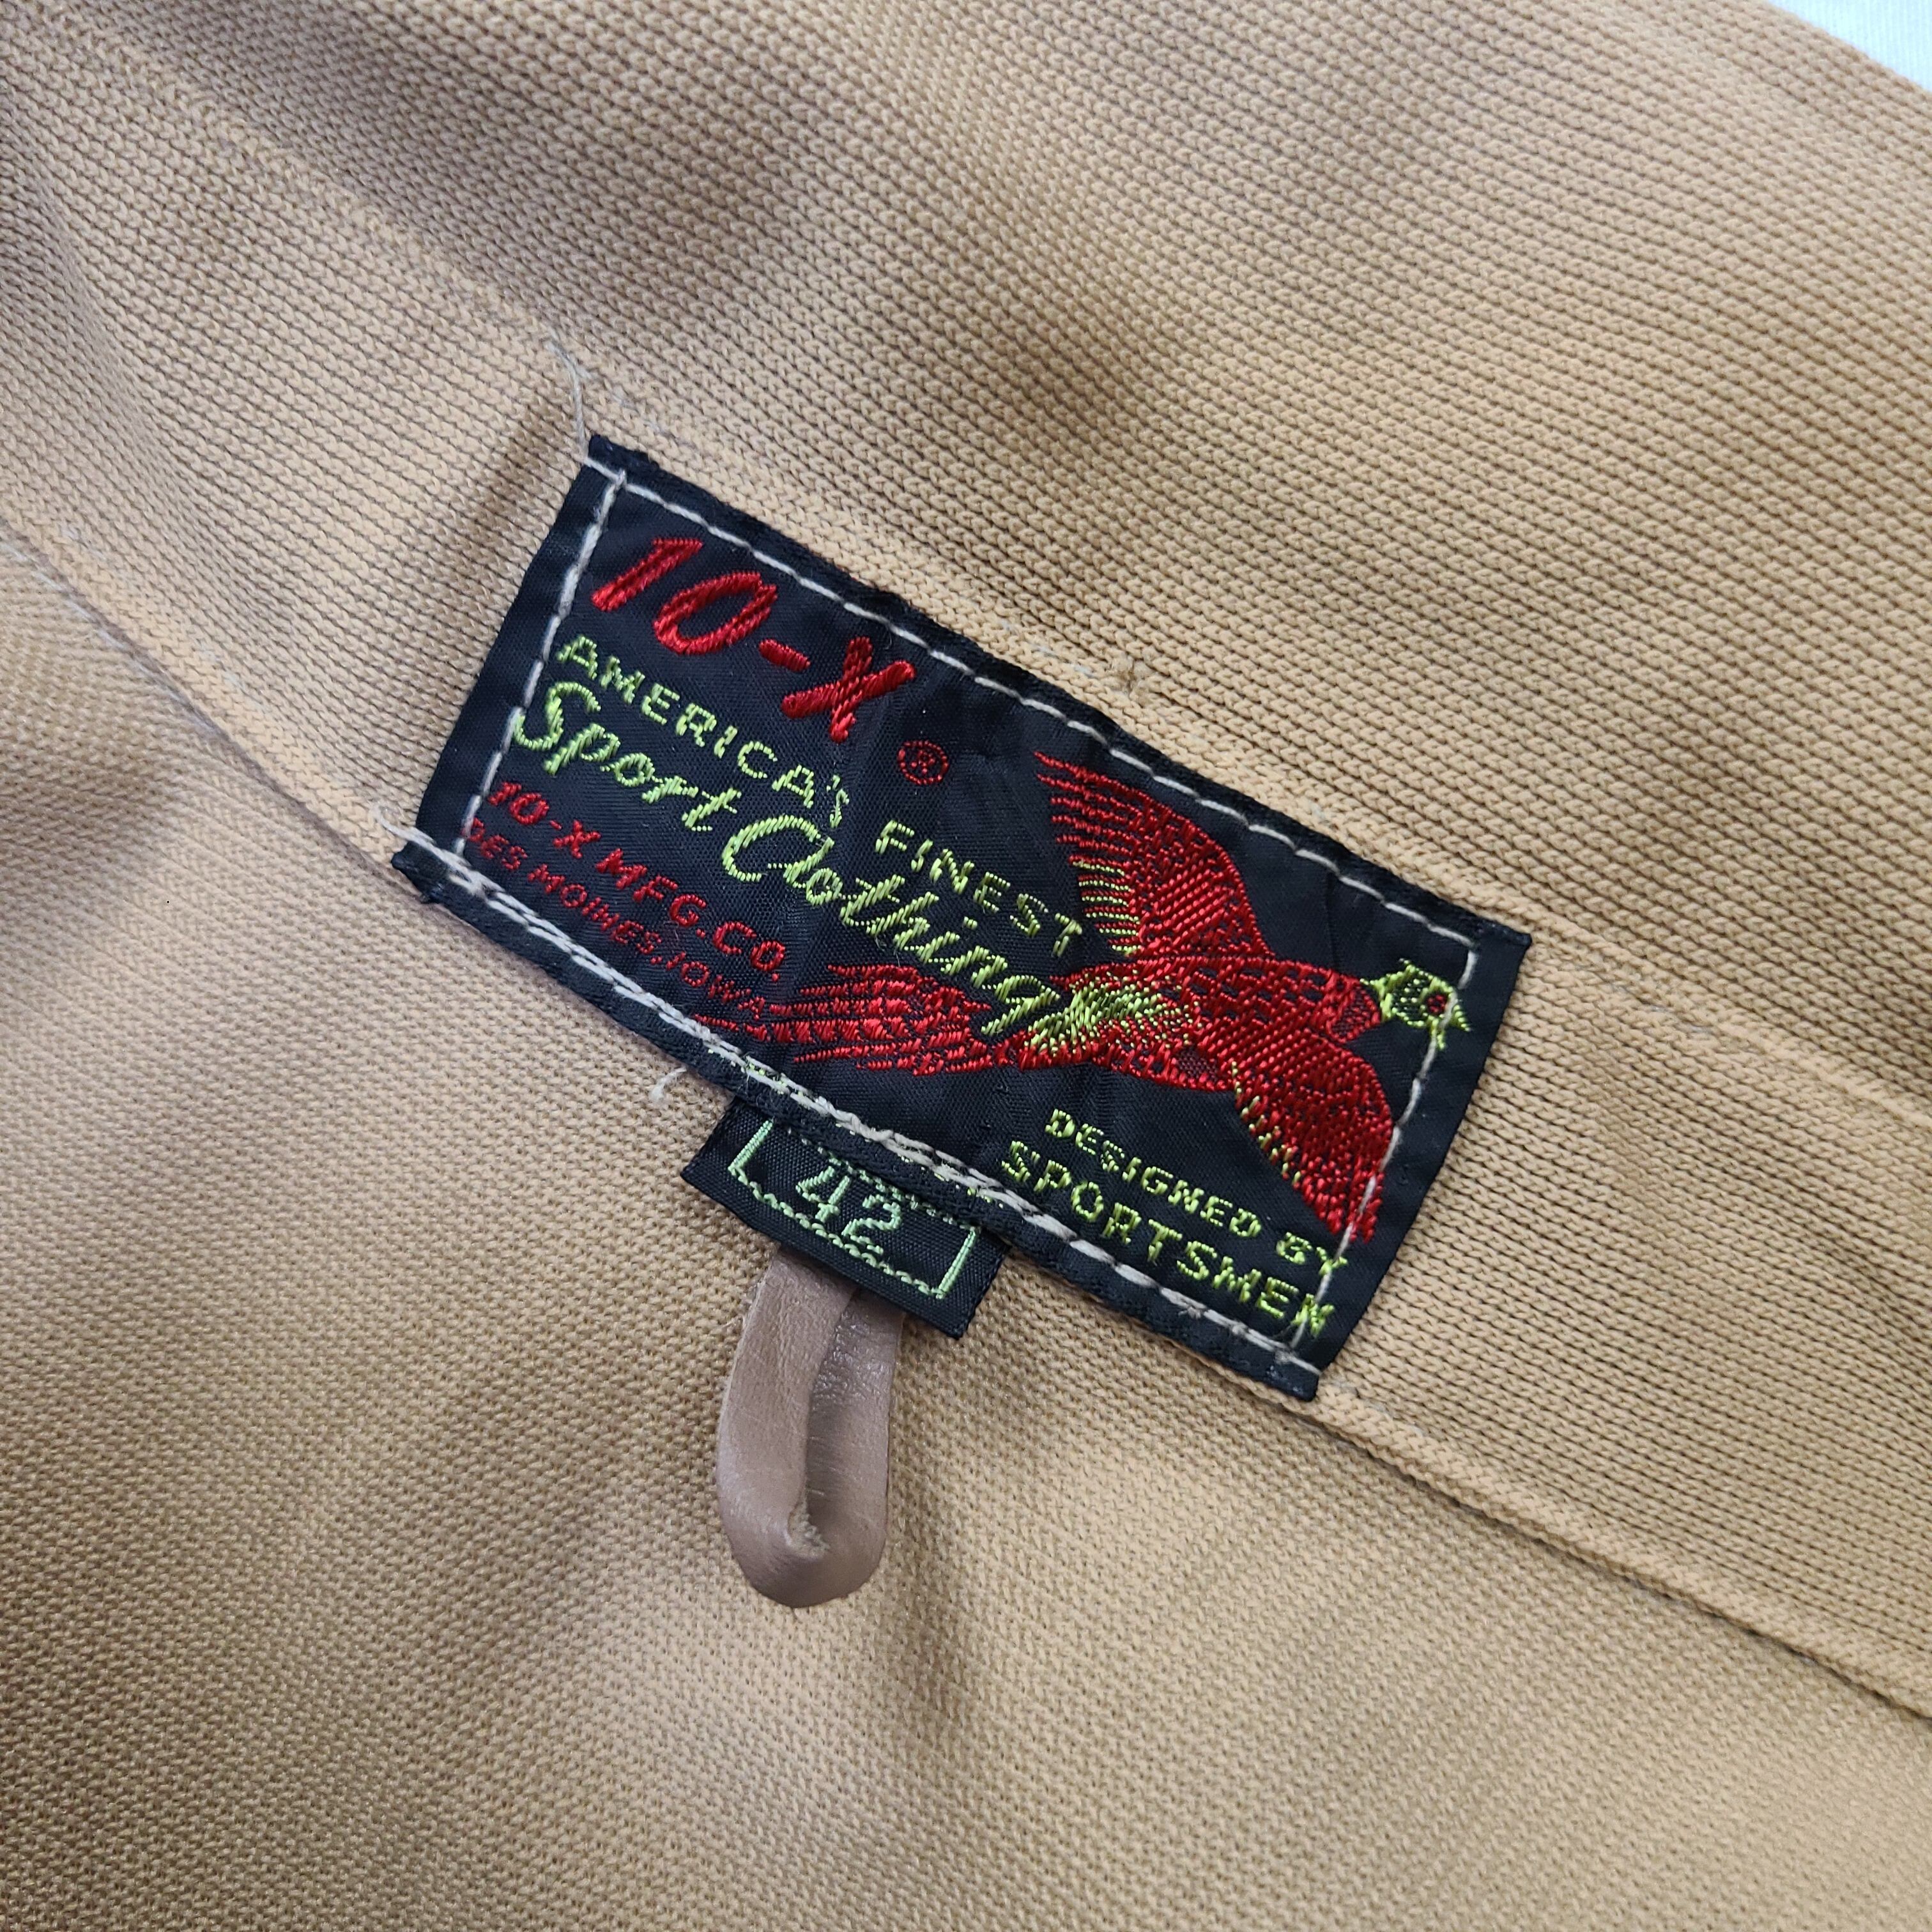 10-X ®
AMERICA'S FINEST
Sport Clothing
10-X MFG. CO.
DES MOINES, IOWA
DESIGNED BY
SPORTSMEN
42